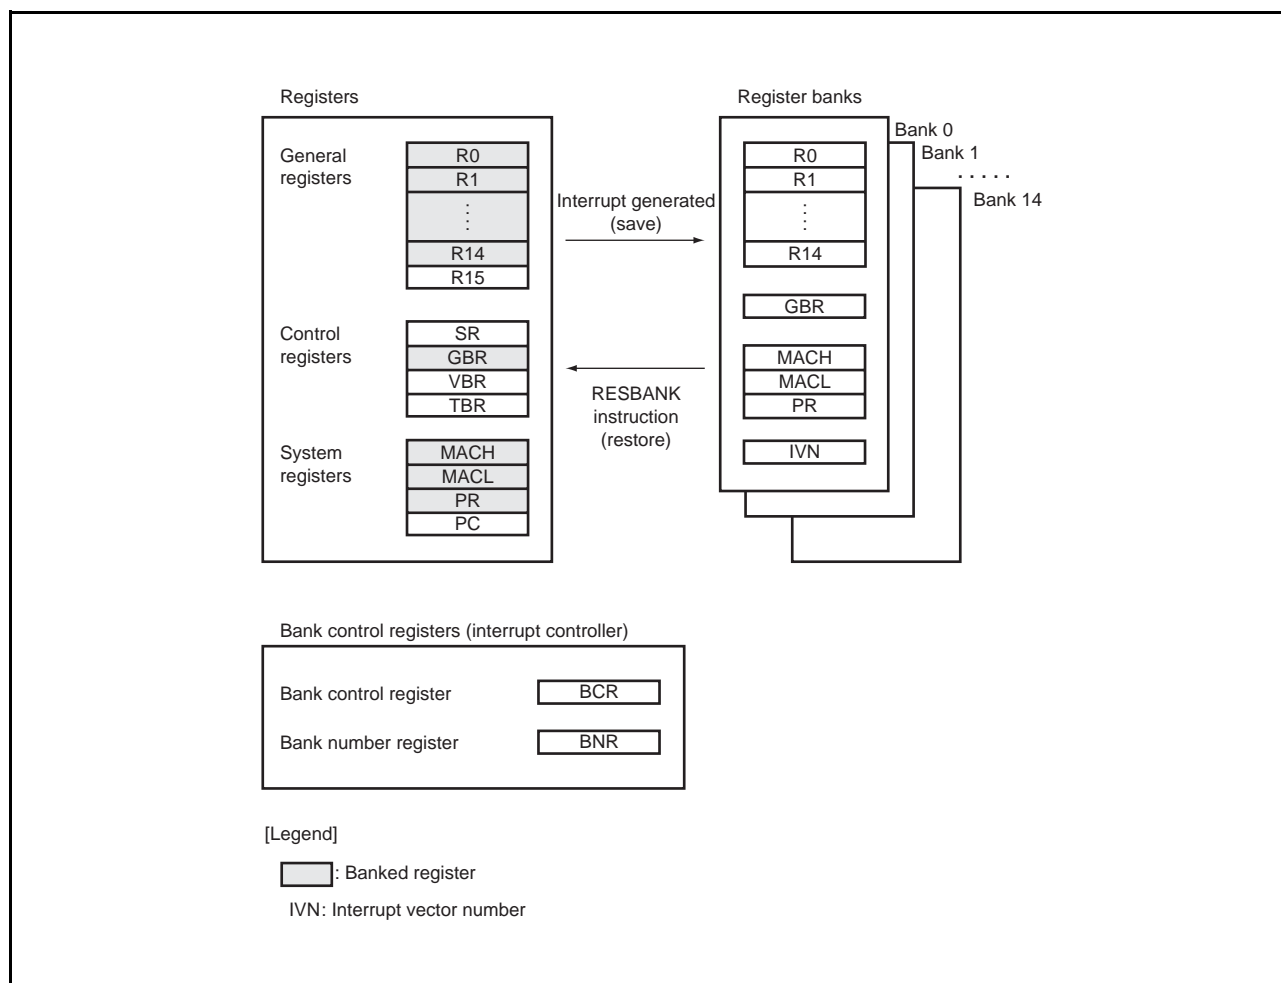 Registers
General
registers
R0
R1
R14
R15
Control
registers
SR
GBR
VBR
TBR
System
registers
MACH
MACL
PR
PC
Interrupt generated
(save)
RESBANK
instruction
(restore)
Register banks
Bank 0
Bank 1
. . . . .
Bank 14
R0
R1
R14
GBR
MACH
MACL
PR
IVN
Bank control registers (interrupt controller)
Bank control register
BCR
Bank number register
BNR
[Legend]
: Banked register
IVN: Interrupt vector number